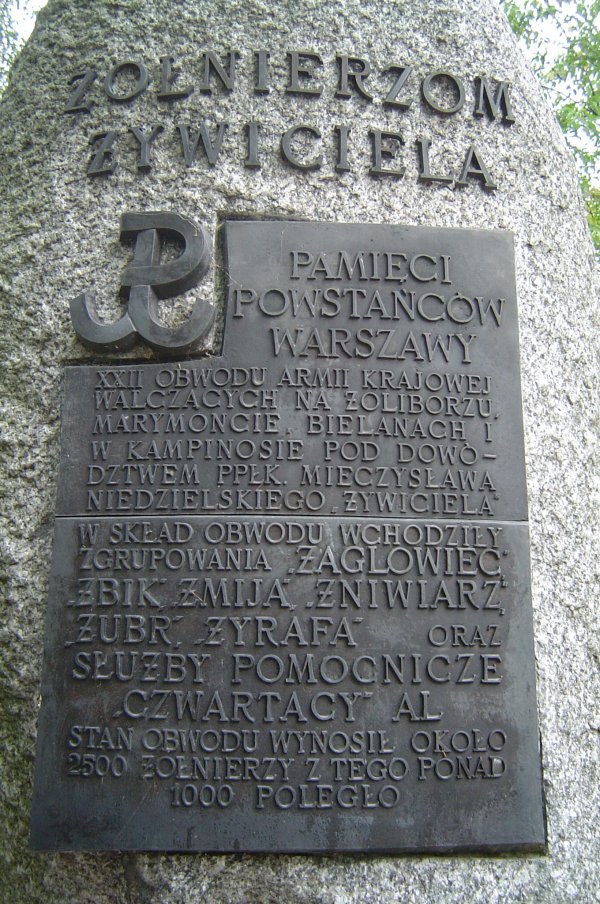 ŻOŁNIERZOM
ŻYWICIELA
PAMIĘCI
POWSTAŃCÓW
WARSZAWY
XXII OBWODU ARMII KRAJOWEJ
WALCZĄCYCH NA ŻOLIBORZU,
MARYMONCIE, BIELANACH I
W KAMPINOSIE POD DOWÓ-
DZTWEM PPŁK. MIECZYSŁAWA
NIEDZIELSKIEGO „ŻYWICIELA”
W SKŁAD OBWODU WCHODZIŁY
ZGRUPOWANIA „ŻAGLOWIEC”
„ŻBIK”, „ŻMIJA”, „ŻNIWIARZ”,
„ŻUBR”, „ŻYRAFA” ORAZ
SŁUŻBY POMOCNICZE
„CZWARTACY” AL
STAN OBWODU WYNOSIŁ OKOŁO
2500 ŻOŁNIERZY Z TEGO PONAD
1000 POLEGŁO